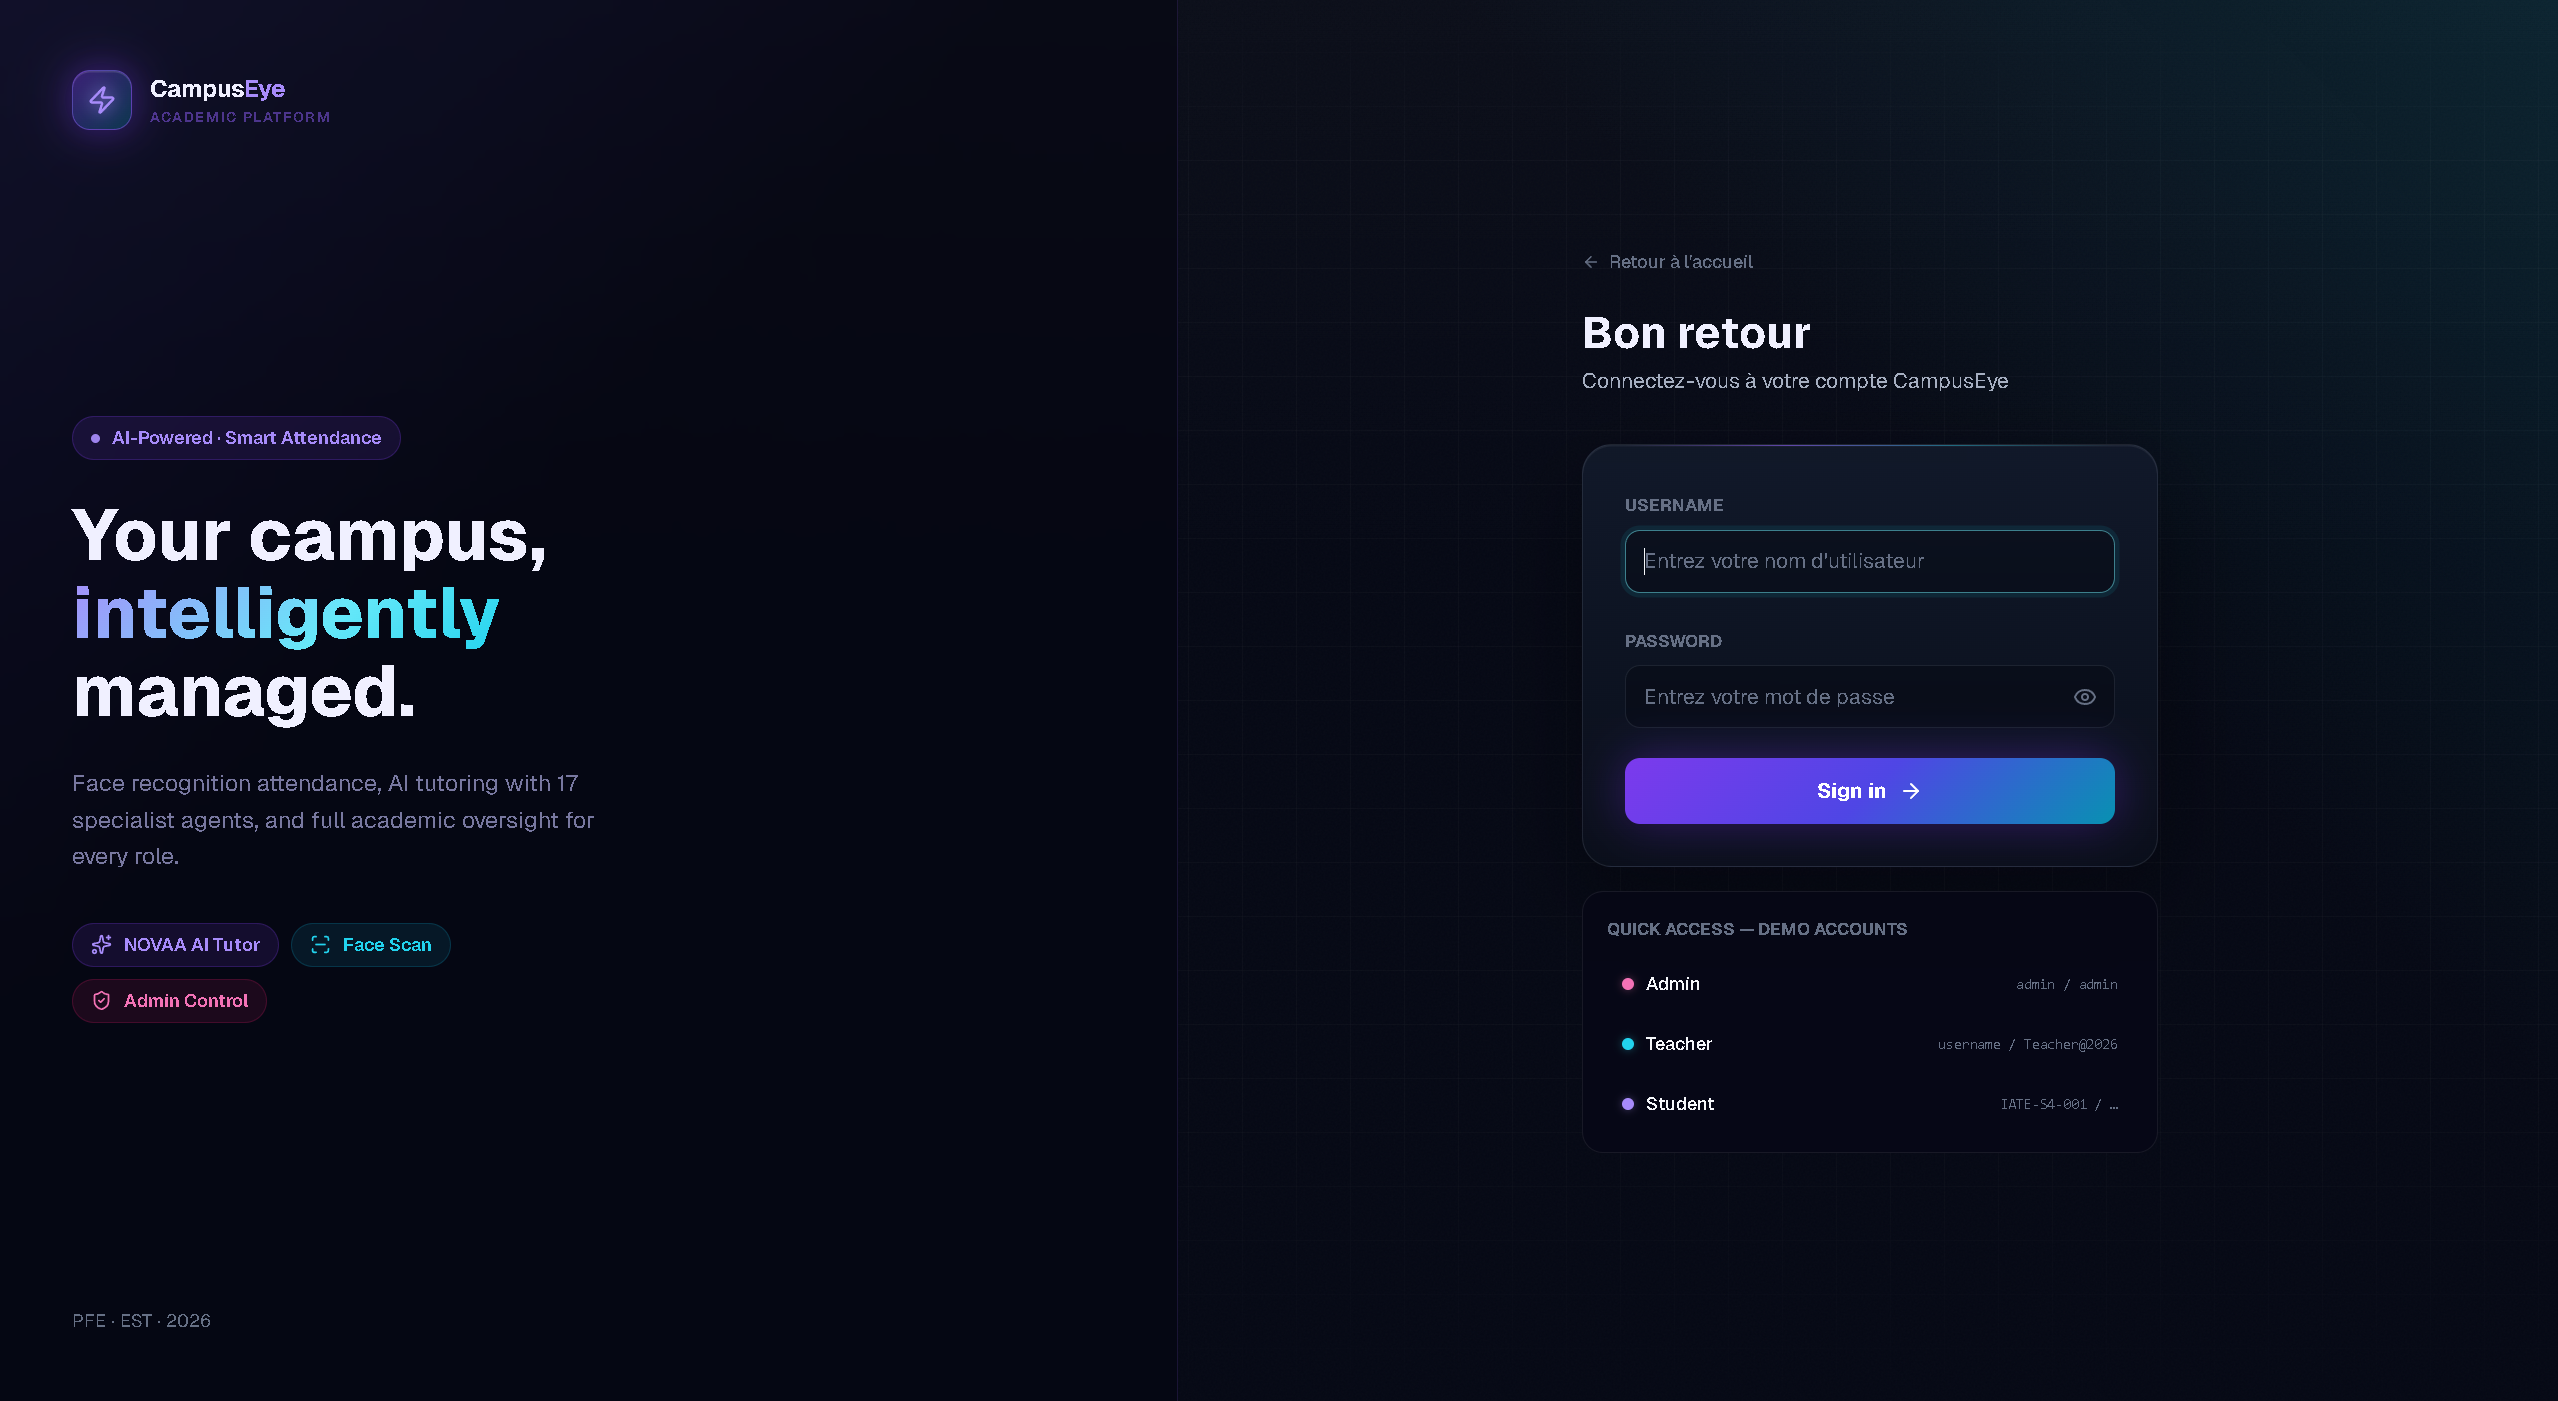 CampusEye
ACADEMIC PLATFORM
AI-Powered · Smart Attendance
Your campus,
intelligently
managed.
Face recognition attendance, AI tutoring with 17
specialist agents, and full academic oversight for
every role.
NOVAA AI Tutor
Face Scan
Admin Control
PFE · EST · 2026
← Retour à l'accueil
Bon retour
Connectez-vous à votre compte CampusEye
USERNAME
Entrez votre nom d'utilisateur
PASSWORD
Entrez votre mot de passe
Sign in →
QUICK ACCESS — DEMO ACCOUNTS
Admin admin / admin
Teacher username / Teacher@2026
Student IATE-S4-001 / …